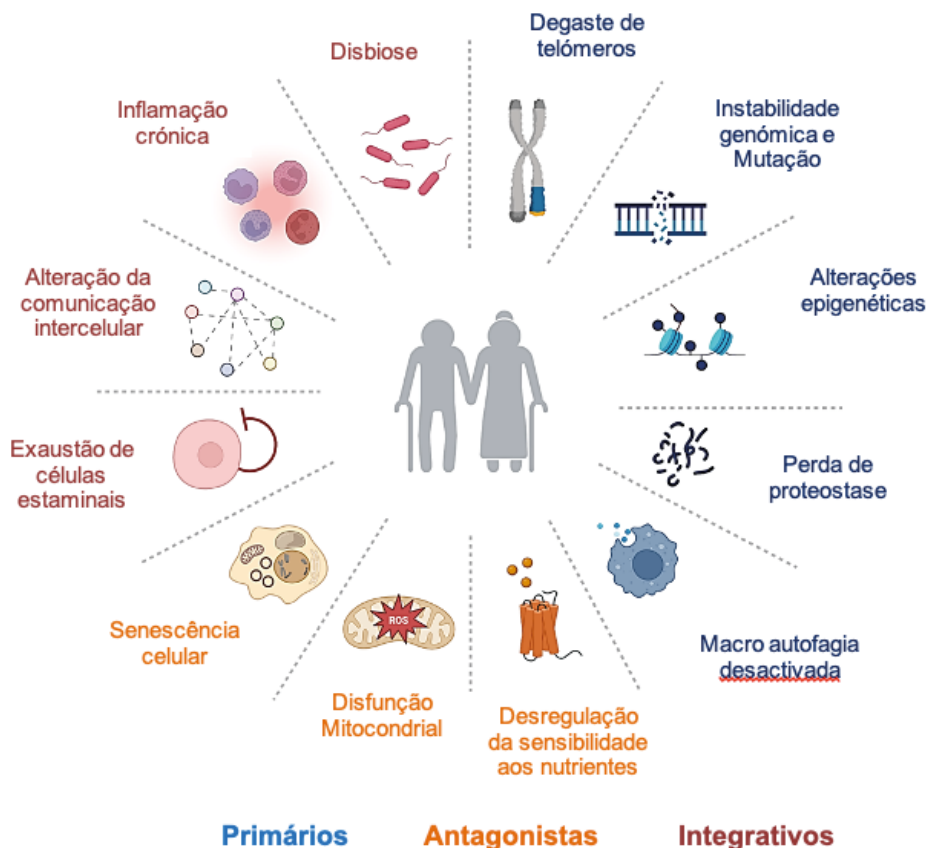 Disbiose
Degaste de
telómeros
Instabilidade
genómica e
Mutação
Alterações
epigenéticas
Perda de
proteostase
Macro autofagia
desactivada
Desregulação
da sensibilidade
aos nutrientes
Disfunção
Mitocondrial
ROS
Senescência
celular
Exaustão de
células
estaminais
Alteração da
comunicação
intercelular
Inflamação
crónica
Primários Antagonistas Integrativos